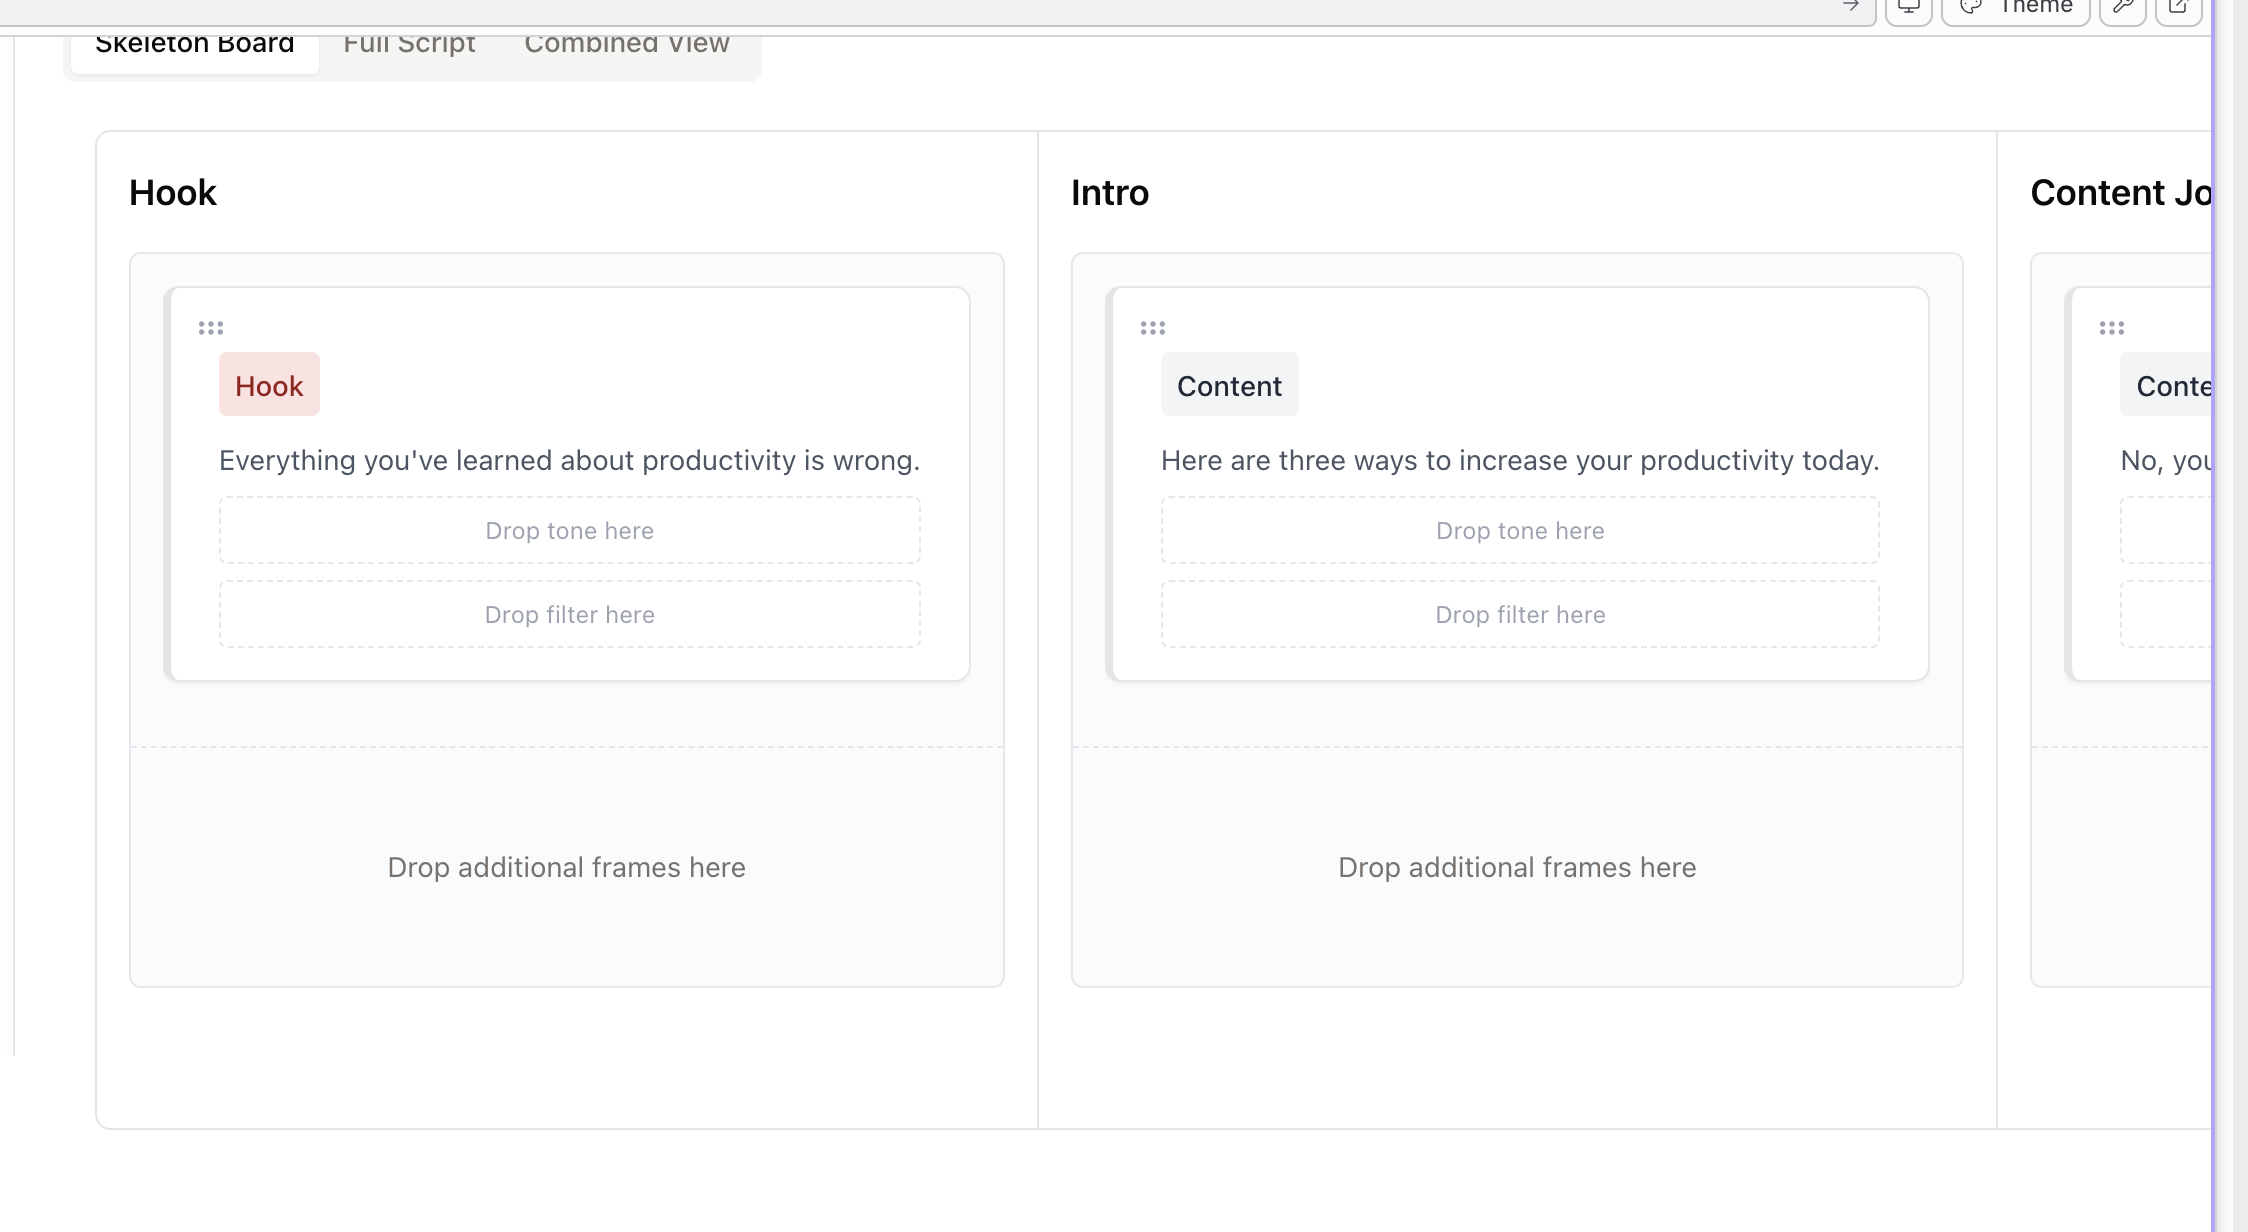 Theme
Skeleton Board Full Script Combined View
Hook
Hook
Everything you've learned about productivity is wrong.
Drop tone here
Drop filter here
Drop additional frames here
Intro
Content
Here are three ways to increase your productivity today.
Drop tone here
Drop filter here
Drop additional frames here
Content Jo
Conte
No, you